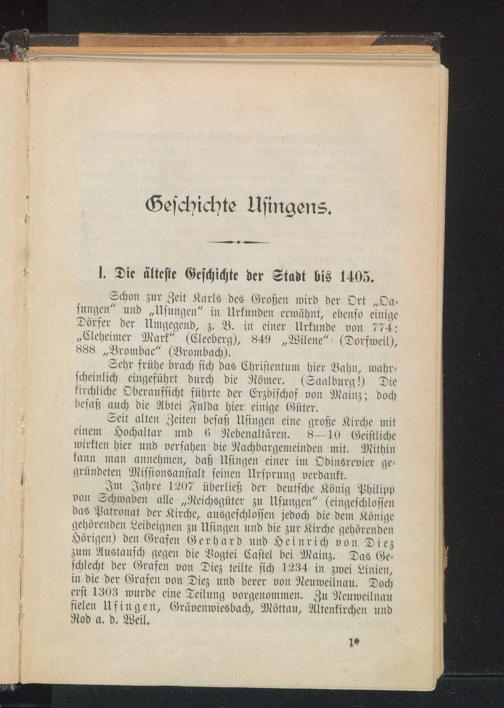 Geschichte Usingens.
I. Die älteste Geschichte der Stadt bis 1405.
Schon zur Zeit Karls des Großen wird der Ort „Oa-
sungen" und „Usungen" in Urkunden erwähnt, ebenso einige
Dörfer der Umgegend, z. B. in einer Urkunde von 774:
„Cleheimer Mark" (Cleeberg), 849 „Wilene" (Dorfweil),
888 „Brombac" (Brombach).
Sehr frühe brach sich das Christentum hier Bahn, wahr-
scheinlich eingeführt durch die Römer. (Saalburg!) Die
kirchliche Oberaufsicht führte der Erzbischof von Mainz; doch
besaß auch die Abtei Fulda hier einige Güter.
Seit alten Zeiten besaß Usingen eine große Kirche mit
einem Hochaltar und 6 Nebenaltären. 8—10 Geistliche
wirkten hier und versahen die Nachbargemeinden mit. Mithin
kann man annehmen, daß Usingen einer im Odinsrevier ge-
gründeten Missionsanstalt seinen Ursprung verdankt.
Im Jahre 1207 überließ der deutsche König Philipp
von Schwaben alle „Reichsgüter zu Usungen" (eingeschlossen
das Patronat der Kirche, ausgeschlossen jedoch die dem Könige
gehörenden Leibeignen zu Usingen und die zur Kirche gehörenden
Hörigen) den Grafen Gerhard und Heinrich von Diez
zum Austausch gegen die Vogtei Castel bei Mainz. Das Ge-
schlecht der Grafen von Diez teilte sich 1234 in zwei Linien,
in die der Grafen von Diez und derer von Neuweilnau. Doch
erst 1303 wurde eine Teilung vorgenommen. Zu Neuweilnau
fielen Usingen, Grävenwiesbach, Möttau, Altenkirchen und
Rod a. d. Weil.
1*